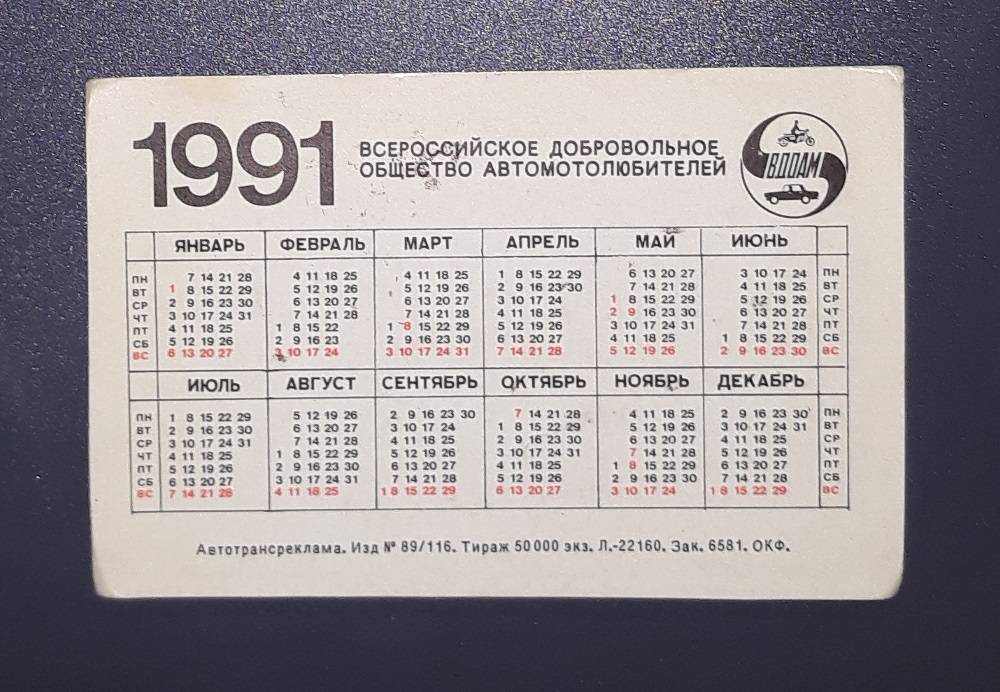 1991
ВСЕРОССИЙСКОЕ ДОБРОВОЛЬНОЕ
ОБЩЕСТВО АВТОМОТОЛЮБИТЕЛЕЙ
ВДОАМ
ЯНВАРЬ ФЕВРАЛЬ МАРТ АПРЕЛЬ МАЙ ИЮНЬ
ПН 7 14 21 28 4 11 18 25 4 11 18 25 1 8 15 22 29 6 13 20 27 3 10 17 24 ПН
ВТ 1 8 15 22 29 5 12 19 26 5 12 19 26 2 9 16 23 30 7 14 21 28 4 11 18 25 ВТ
СР 2 9 16 23 30 6 13 20 27 6 13 20 27 3 10 17 24 1 8 15 22 29 5 12 19 26 СР
ЧТ 3 10 17 24 31 7 14 21 28 7 14 21 28 4 11 18 25 2 9 16 23 30 6 13 20 27 ЧТ
ПТ 4 11 18 25 1 8 15 22 1 8 15 22 29 5 12 19 26 3 10 17 24 31 7 14 21 28 ПТ
СБ 5 12 19 26 2 9 16 23 2 9 16 23 30 6 13 20 27 4 11 18 25 1 8 15 22 29 СБ
ВС 6 13 20 27 3 10 17 24 3 10 17 24 31 7 14 21 28 5 12 19 26 2 9 16 23 30 ВС
ИЮЛЬ АВГУСТ СЕНТЯБРЬ ОКТЯБРЬ НОЯБРЬ ДЕКАБРЬ
ПН 1 8 15 22 29 5 12 19 26 2 9 16 23 30 7 14 21 28 4 11 18 25 2 9 16 23 30 ПН
ВТ 2 9 16 23 30 6 13 20 27 3 10 17 24 1 8 15 22 29 5 12 19 26 3 10 17 24 31 ВТ
СР 3 10 17 24 31 7 14 21 28 4 11 18 25 2 9 16 23 30 6 13 20 27 4 11 18 25 СР
ЧТ 4 11 18 25 1 8 15 22 29 5 12 19 26 3 10 17 24 31 7 14 21 28 5 12 19 26 ЧТ
ПТ 5 12 19 26 2 9 16 23 30 6 13 20 27 4 11 18 25 1 8 15 22 29 6 13 20 27 ПТ
СБ 6 13 20 27 3 10 17 24 31 7 14 21 28 5 12 19 26 2 9 16 23 30 7 14 21 28 СБ
ВС 7 14 21 28 4 11 18 25 1 8 15 22 29 6 13 20 27 3 10 17 24 1 8 15 22 29 ВС
Автотрансреклама. Изд № 89/116. Тираж 50000 экз. Л.-22160. Зак. 6581. ОКФ.